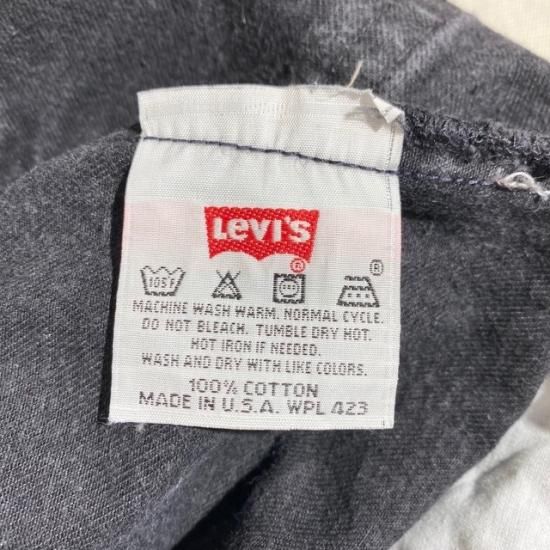 Levi's
®
105F ®
MACHINE WASH WARM. NORMAL CYCLE.
DO NOT BLEACH. TUMBLE DRY HOT.
HOT IRON IF NEEDED.
WASH AND DRY WITH LIKE COLORS.
100% COTTON
MADE IN U.S.A. WPL 423